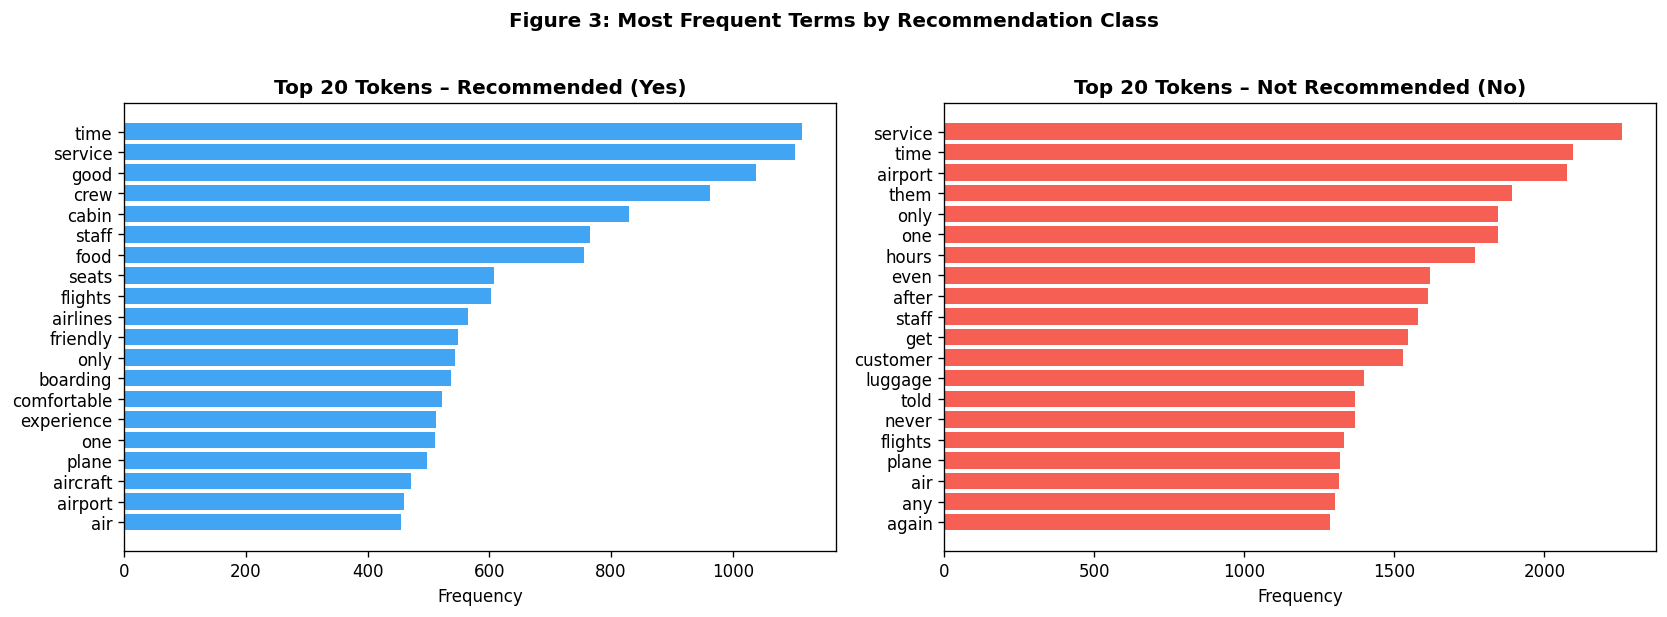 Figure 3: Most Frequent Terms by Recommendation Class
Top 20 Tokens – Recommended (Yes)
time
service
good
crew
cabin
staff
food
seats
flights
airlines
friendly
only
boarding
comfortable
experience
one
plane
aircraft
airport
air
0 200 400 600 800 1000
Frequency
Top 20 Tokens – Not Recommended (No)
service
time
airport
them
only
one
hours
even
after
staff
get
customer
luggage
told
never
flights
plane
air
any
again
0 500 1000 1500 2000
Frequency